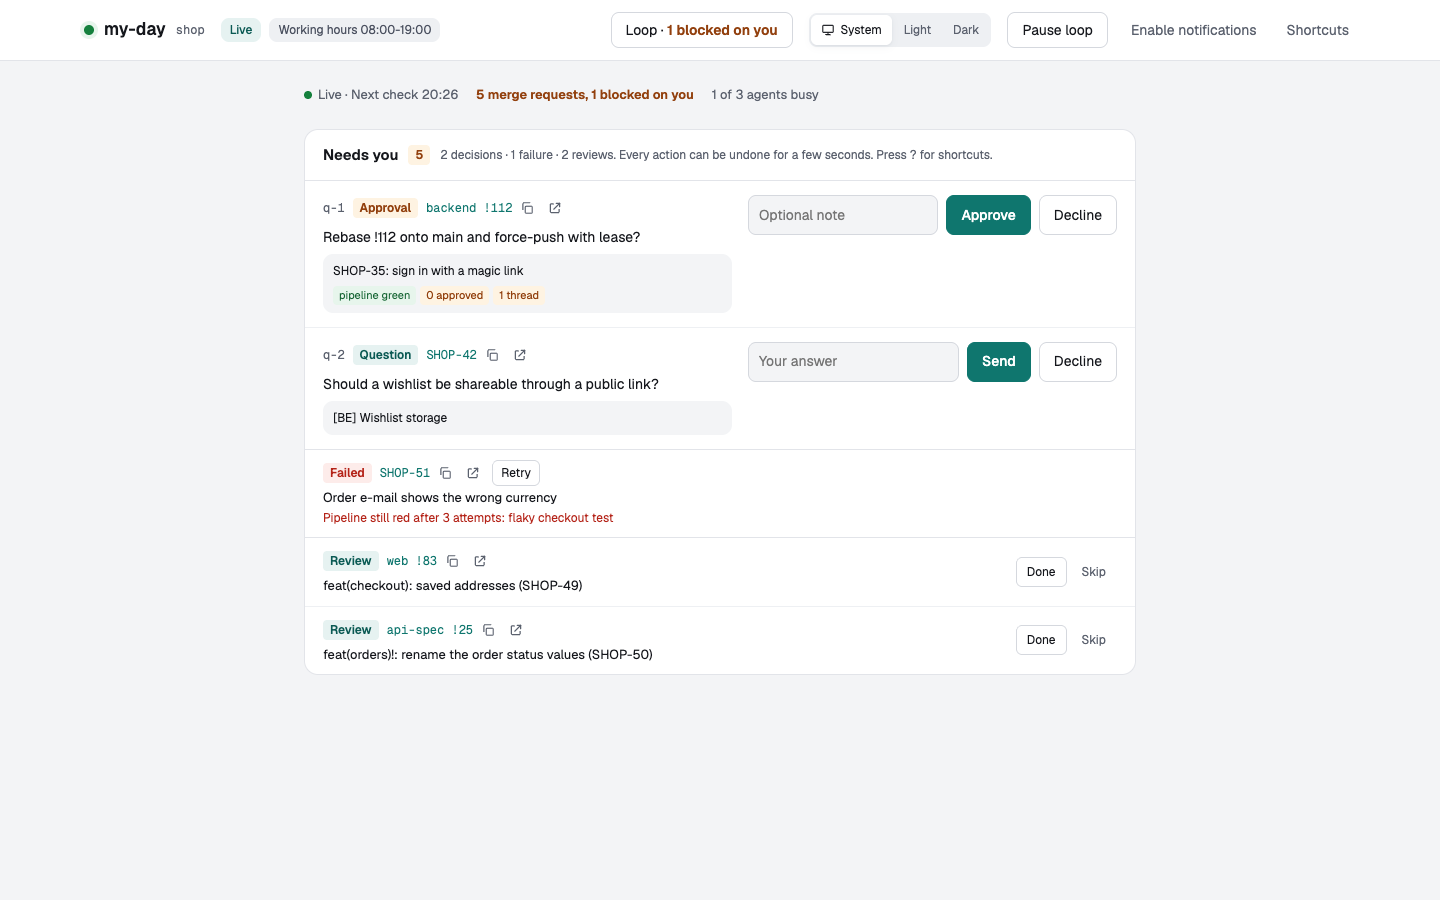 my-day shop Live Working hours 08:00-19:00 Loop · 1 blocked on you System Light Dark Pause loop Enable notifications Shortcuts
Live · Next check 20:26 5 merge requests, 1 blocked on you 1 of 3 agents busy
Needs you 5 2 decisions · 1 failure · 2 reviews. Every action can be undone for a few seconds. Press ? for shortcuts.
q-1 Approval backend !112 Optional note Approve Decline
Rebase !112 onto main and force-push with lease?
SHOP-35: sign in with a magic link
pipeline green 0 approved 1 thread
q-2 Question SHOP-42 Your answer Send Decline
Should a wishlist be shareable through a public link?
[BE] Wishlist storage
Failed SHOP-51 Retry
Order e-mail shows the wrong currency
Pipeline still red after 3 attempts: flaky checkout test
Review web !83
feat(checkout): saved addresses (SHOP-49) Done Skip
Review api-spec !25
feat(orders)!: rename the order status values (SHOP-50) Done Skip